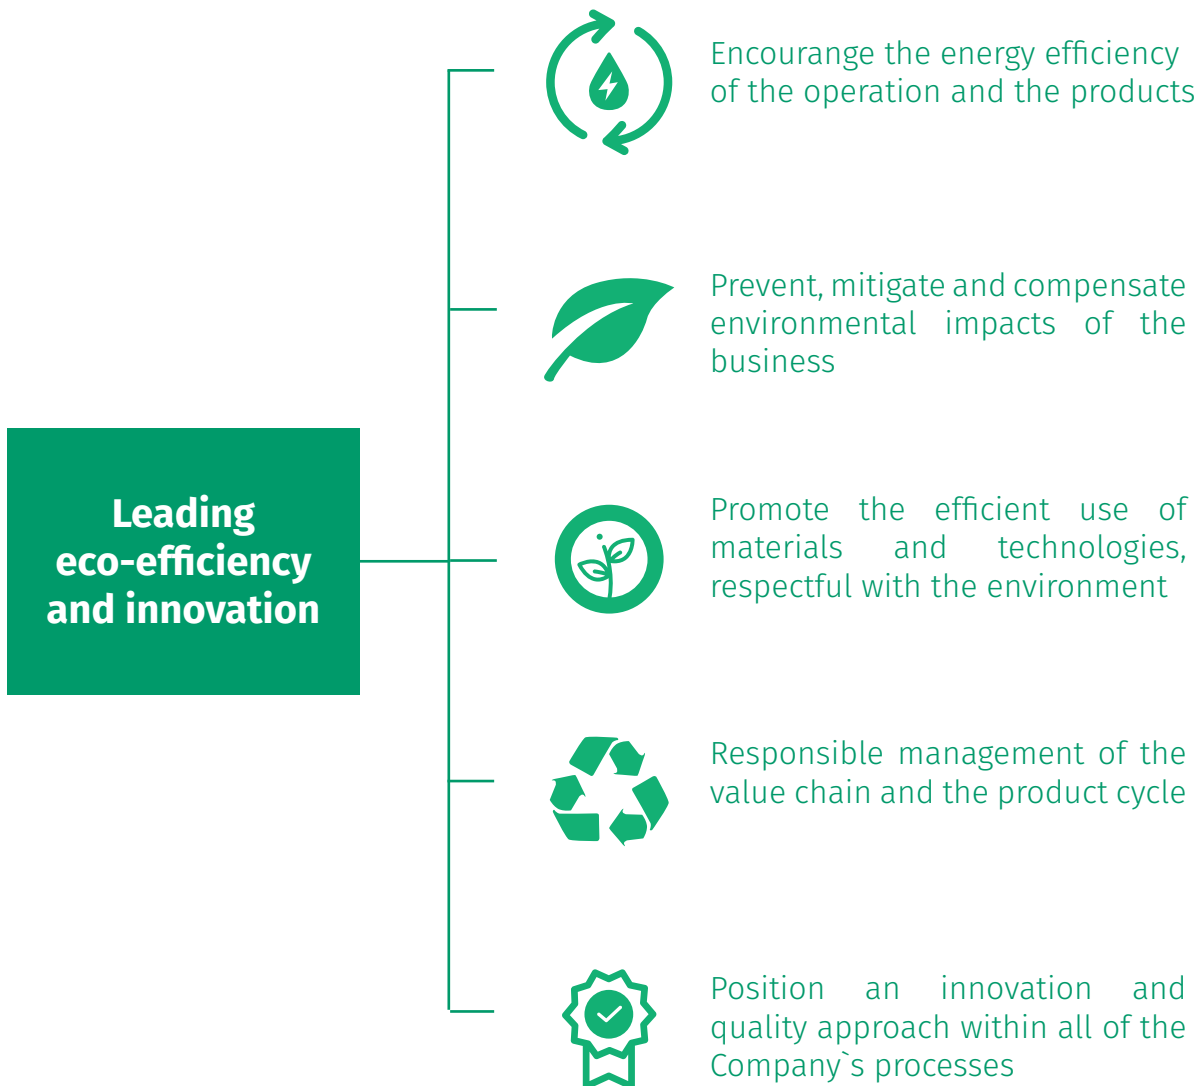 Encourange the energy efficiency
of the operation and the products
Prevent, mitigate and compensate
environmental impacts of the
business
Leading
eco-efficiency
and innovation
Promote the efficient use of
materials and technologies,
respectful with the environment
Responsible management of the
value chain and the product cycle
Position an innovation and
quality approach within all of the
Company`s processes